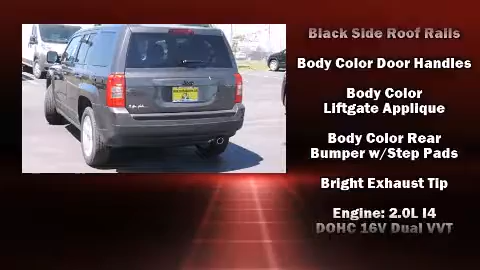 Black Side Roof Rails
Body Color Door Handles
Body Color
Liftgate Applique
Body Color Rear
Bumper w/Step Pads
Bright Exhaust Tip
Engine: 2.0L I4
DOHC 16V Dual VVT